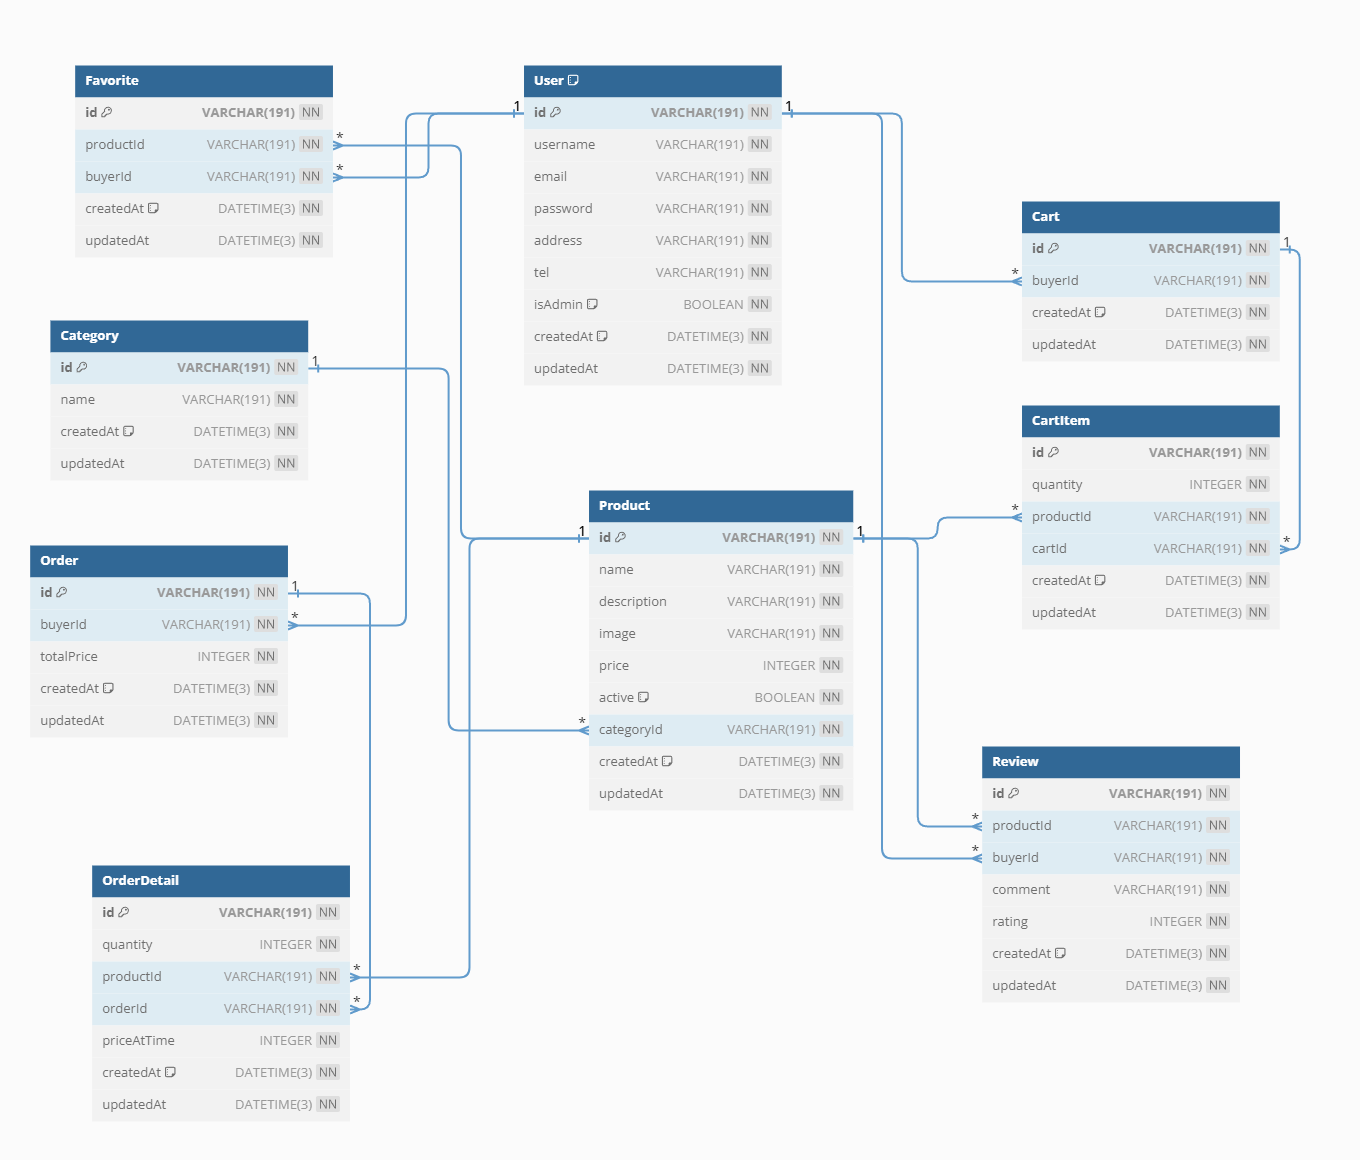 Favorite
id VARCHAR(191) NN
productId VARCHAR(191) NN *
buyerId VARCHAR(191) NN *
createdAt DATETIME(3) NN
updatedAt DATETIME(3) NN
User
1 id VARCHAR(191) NN 1
username VARCHAR(191) NN
email VARCHAR(191) NN
password VARCHAR(191) NN
address VARCHAR(191) NN
tel VARCHAR(191) NN
isAdmin BOOLEAN NN
createdAt DATETIME(3) NN
updatedAt DATETIME(3) NN
Cart
id VARCHAR(191) NN 1
* buyerId VARCHAR(191) NN
createdAt DATETIME(3) NN
updatedAt DATETIME(3) NN
Category
id VARCHAR(191) NN 1
name VARCHAR(191) NN
createdAt DATETIME(3) NN
updatedAt DATETIME(3) NN
CartItem
id VARCHAR(191) NN
quantity INTEGER NN
* productId VARCHAR(191) NN
cartId VARCHAR(191) NN *
createdAt DATETIME(3) NN
updatedAt DATETIME(3) NN
Product
1 id VARCHAR(191) NN 1
name VARCHAR(191) NN
description VARCHAR(191) NN
image VARCHAR(191) NN
price INTEGER NN
active BOOLEAN NN
* categoryId VARCHAR(191) NN
createdAt DATETIME(3) NN
updatedAt DATETIME(3) NN
Order
id VARCHAR(191) NN 1
buyerId VARCHAR(191) NN *
totalPrice INTEGER NN
createdAt DATETIME(3) NN
updatedAt DATETIME(3) NN
Review
id VARCHAR(191) NN
* productId VARCHAR(191) NN
* buyerId VARCHAR(191) NN
comment VARCHAR(191) NN
rating INTEGER NN
createdAt DATETIME(3) NN
updatedAt DATETIME(3) NN
OrderDetail
id VARCHAR(191) NN
quantity INTEGER NN
productId VARCHAR(191) NN *
orderId VARCHAR(191) NN *
priceAtTime INTEGER NN
createdAt DATETIME(3) NN
updatedAt DATETIME(3) NN